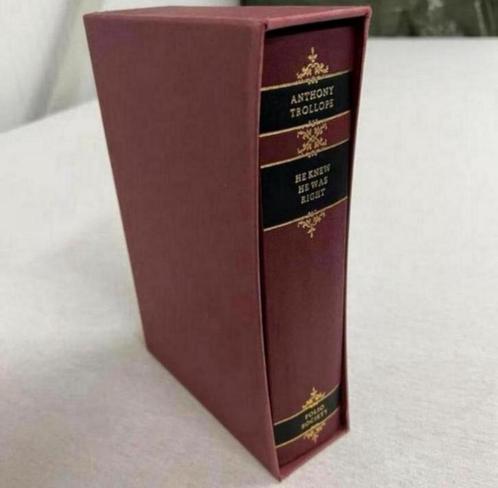 ANTHONY
TROLLOPE
HE KNEW
HE WAS
RIGHT
FOLIO
SOCIETY